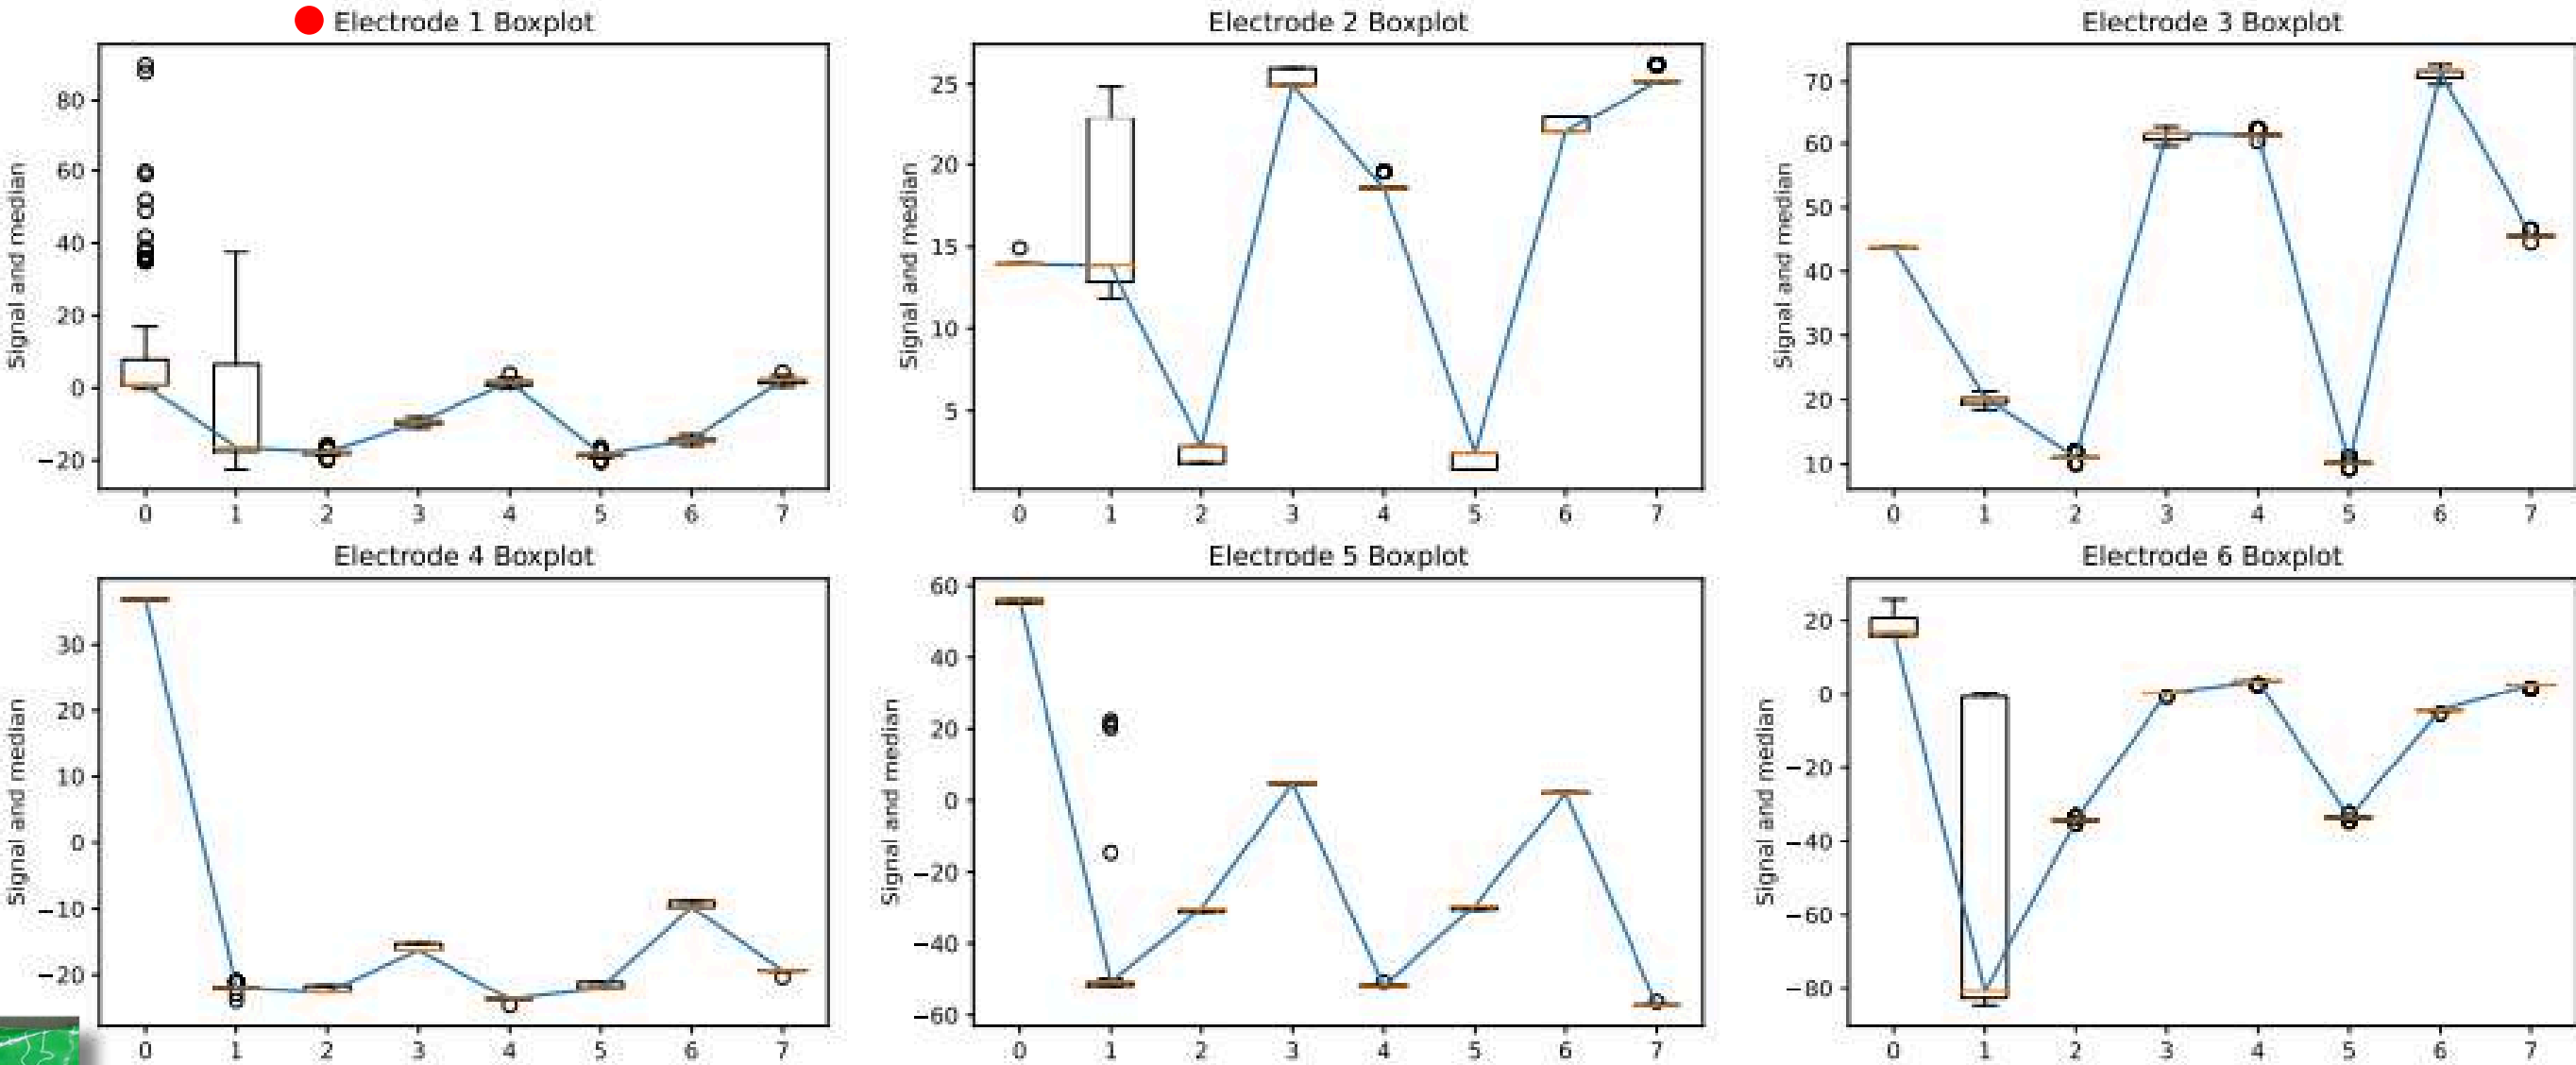 Electrode 1 Boxplot
Signal and median
80
60
40
20
0
−20
0 1 2 3 4 5 6 7
Electrode 2 Boxplot
Signal and median
25
20
15
10
5
0 1 2 3 4 5 6 7
Electrode 3 Boxplot
Signal and median
70
60
50
40
30
20
10
0 1 2 3 4 5 6 7
Electrode 4 Boxplot
Signal and median
30
20
10
0
−10
−20
0 1 2 3 4 5 6 7
Electrode 5 Boxplot
Signal and median
60
40
20
0
−20
−40
−60
0 1 2 3 4 5 6 7
Electrode 6 Boxplot
Signal and median
20
0
−20
−40
−60
−80
0 1 2 3 4 5 6 7